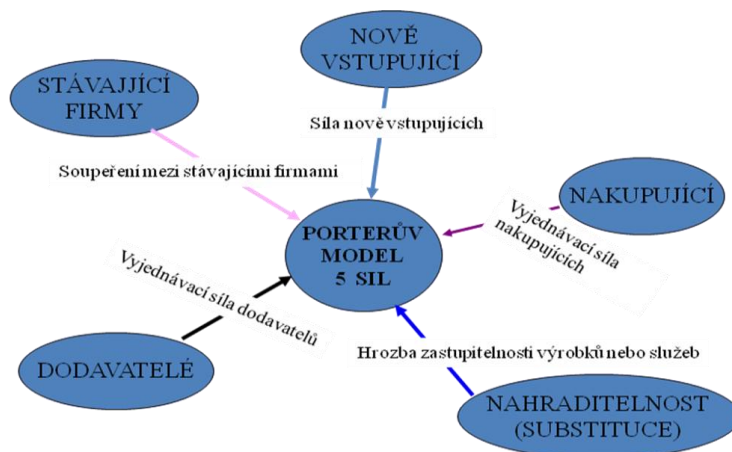 NOVĚ
VSTUPUJÍCÍ
STÁVAJJÍCÍ
FIRMY
Síla nově vstupujících
Soupeření mezi stávajícími firmami
NAKUPUJÍCÍ
Vyjednávací síla
nakupujících
PORTERŮV
MODEL
5 SIL
Vyjednávací síla dodavatelů
Hrozba zastupitelnosti výrobků nebo služeb
DODAVATELÉ
NAHRADITELNOST
(SUBSTITUCE)